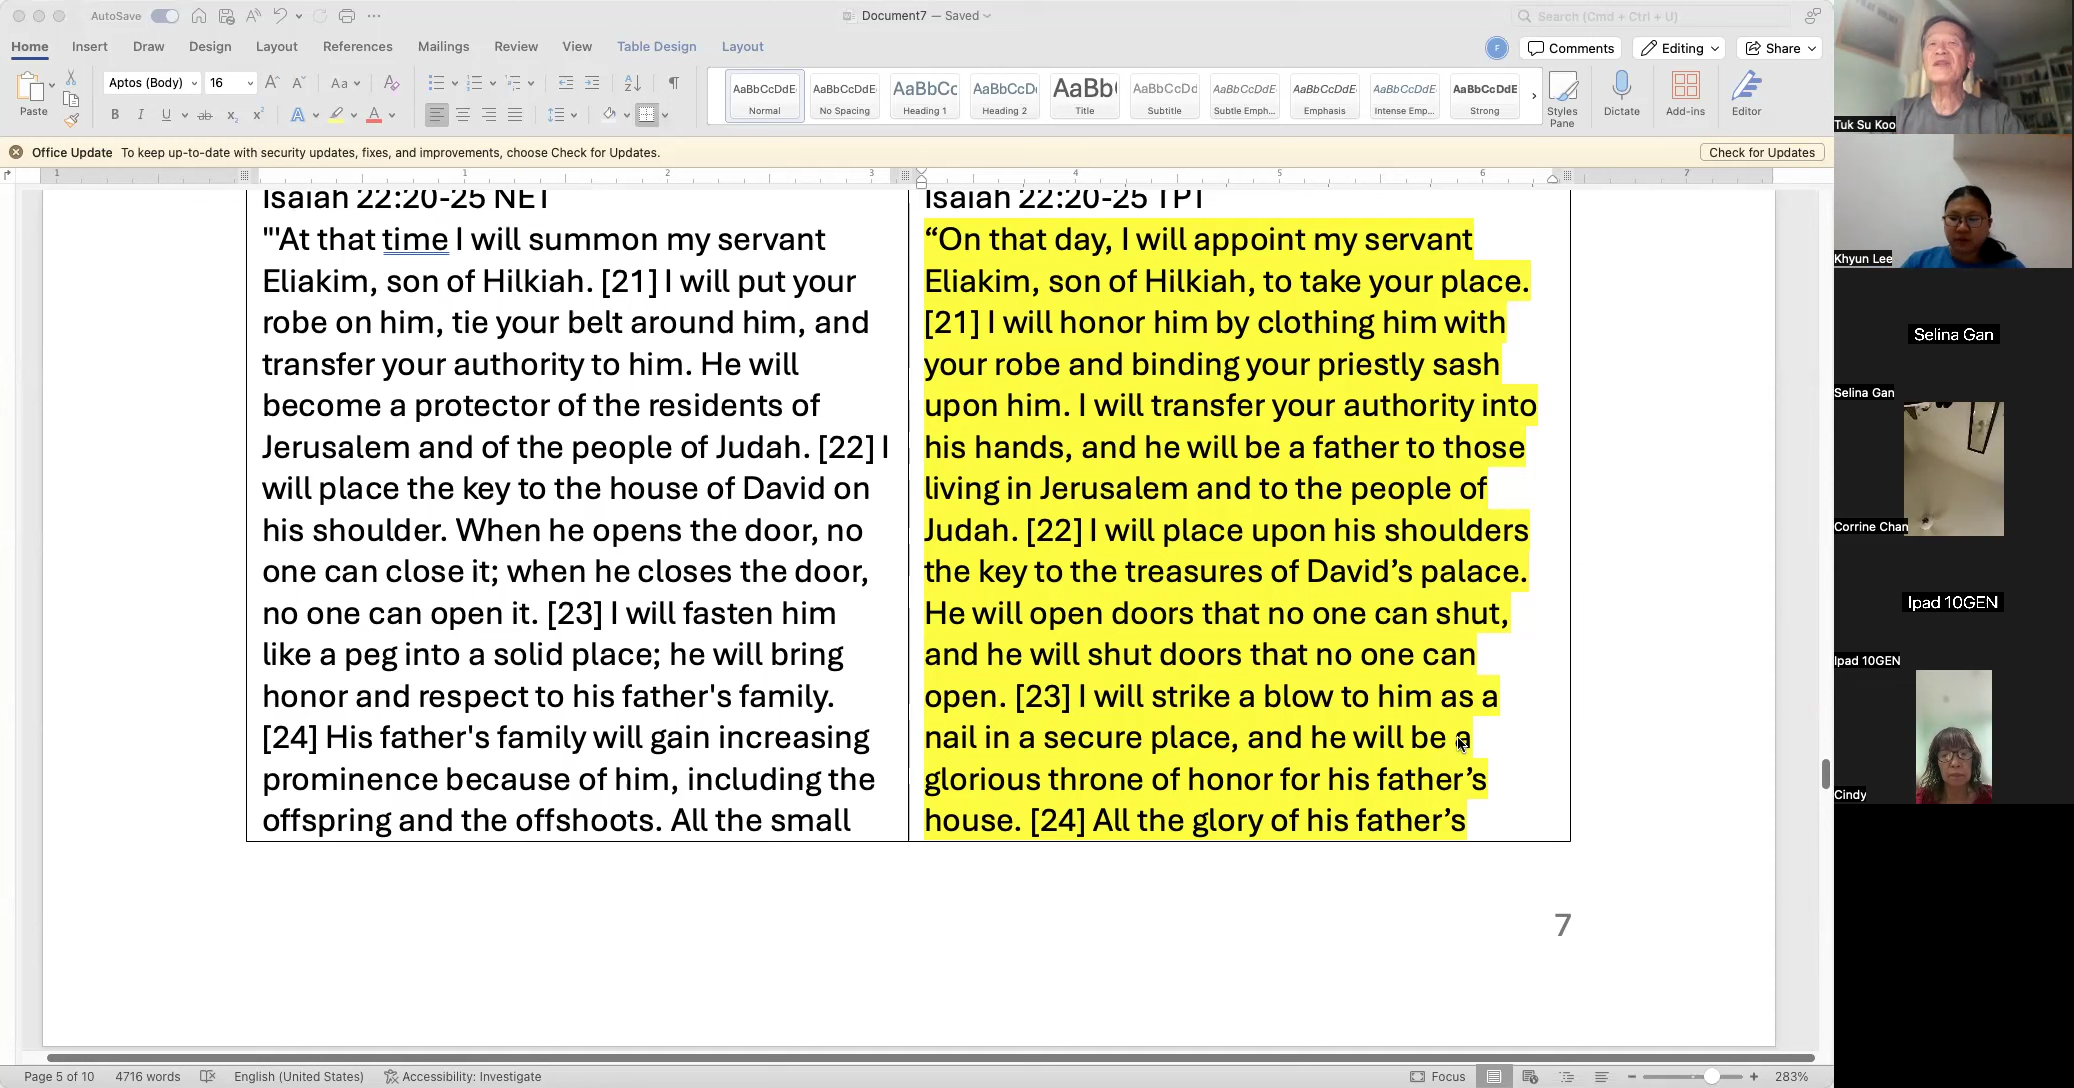 AutoSave
Document7 — Saved
Search (Cmd + Ctrl + U)
Home Insert Draw Design Layout References Mailings Review View Table Design Layout
F Comments Editing Share
Paste
Aptos (Body) 16
AaBbCcDdE AaBbCcDdE AaBbCc AaBbCcDc AaBb( AaBbCcDd AaBbCcDdE AaBbCcDdE AaBbCcDdE AaBbCcDdE
Normal No Spacing Heading 1 Heading 2 Title Subtitle Subtle Emph... Emphasis Intense Emp... Strong
Styles Pane Dictate Add-ins Editor
Office Update To keep up-to-date with security updates, fixes, and improvements, choose Check for Updates.
Check for Updates
1 1 2 3 4 5 6 7
Isaiah 22:20-25 NET
"'At that time I will summon my servant
Eliakim, son of Hilkiah. [21] I will put your
robe on him, tie your belt around him, and
transfer your authority to him. He will
become a protector of the residents of
Jerusalem and of the people of Judah. [22] I
will place the key to the house of David on
his shoulder. When he opens the door, no
one can close it; when he closes the door,
no one can open it. [23] I will fasten him
like a peg into a solid place; he will bring
honor and respect to his father's family.
[24] His father's family will gain increasing
prominence because of him, including the
offspring and the offshoots. All the small
Isaiah 22:20-25 TPT
“On that day, I will appoint my servant
Eliakim, son of Hilkiah, to take your place.
[21] I will honor him by clothing him with
your robe and binding your priestly sash
upon him. I will transfer your authority into
his hands, and he will be a father to those
living in Jerusalem and to the people of
Judah. [22] I will place upon his shoulders
the key to the treasures of David’s palace.
He will open doors that no one can shut,
and he will shut doors that no one can
open. [23] I will strike a blow to him as a
nail in a secure place, and he will be a
glorious throne of honor for his father’s
house. [24] All the glory of his father’s
7
Page 5 of 10 4716 words English (United States) Accessibility: Investigate
Focus 283%
Tuk Su Koo
Khyun Lee
Selina Gan
Selina Gan
Corrine Chan
Ipad 10GEN
Ipad 10GEN
Cindy